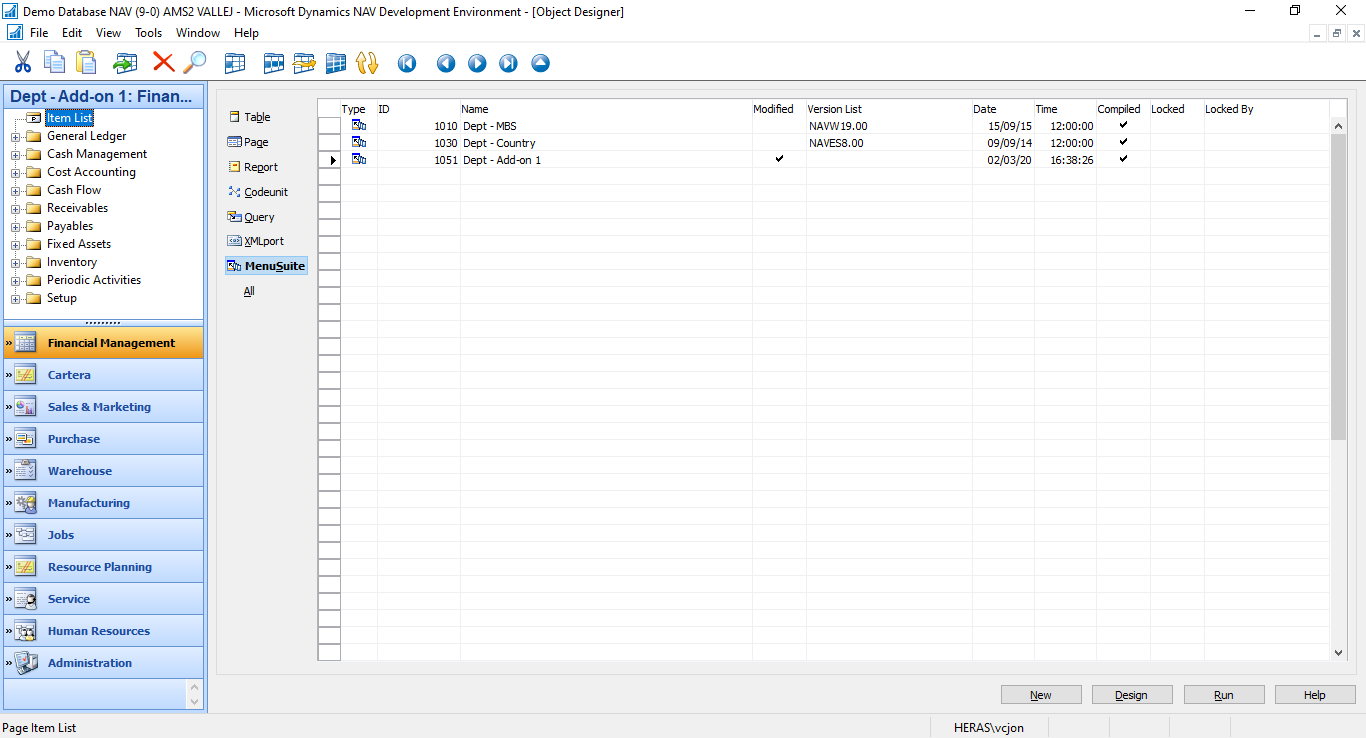 Demo Database NAV (9-0) AMS2 VALLEJ - Microsoft Dynamics NAV Development Environment - [Object Designer]
File Edit View Tools Window Help
Dept - Add-on 1: Finan...
Item List
General Ledger
Cash Management
Cost Accounting
Cash Flow
Receivables
Payables
Fixed Assets
Inventory
Periodic Activities
Setup
Financial Management
Cartera
Sales & Marketing
Purchase
Warehouse
Manufacturing
Jobs
Resource Planning
Service
Human Resources
Administration
Table
Page
Report
Codeunit
Query
XMLport
MenuSuite
All
Type ID Name Modified Version List Date Time Compiled Locked Locked By
1010 Dept - MBS NAVW19.00 15/09/15 12:00:00
1030 Dept - Country NAVES8.00 09/09/14 12:00:00
1051 Dept - Add-on 1 02/03/20 16:38:26
New Design Run Help
Page Item List HERAS\vcjon